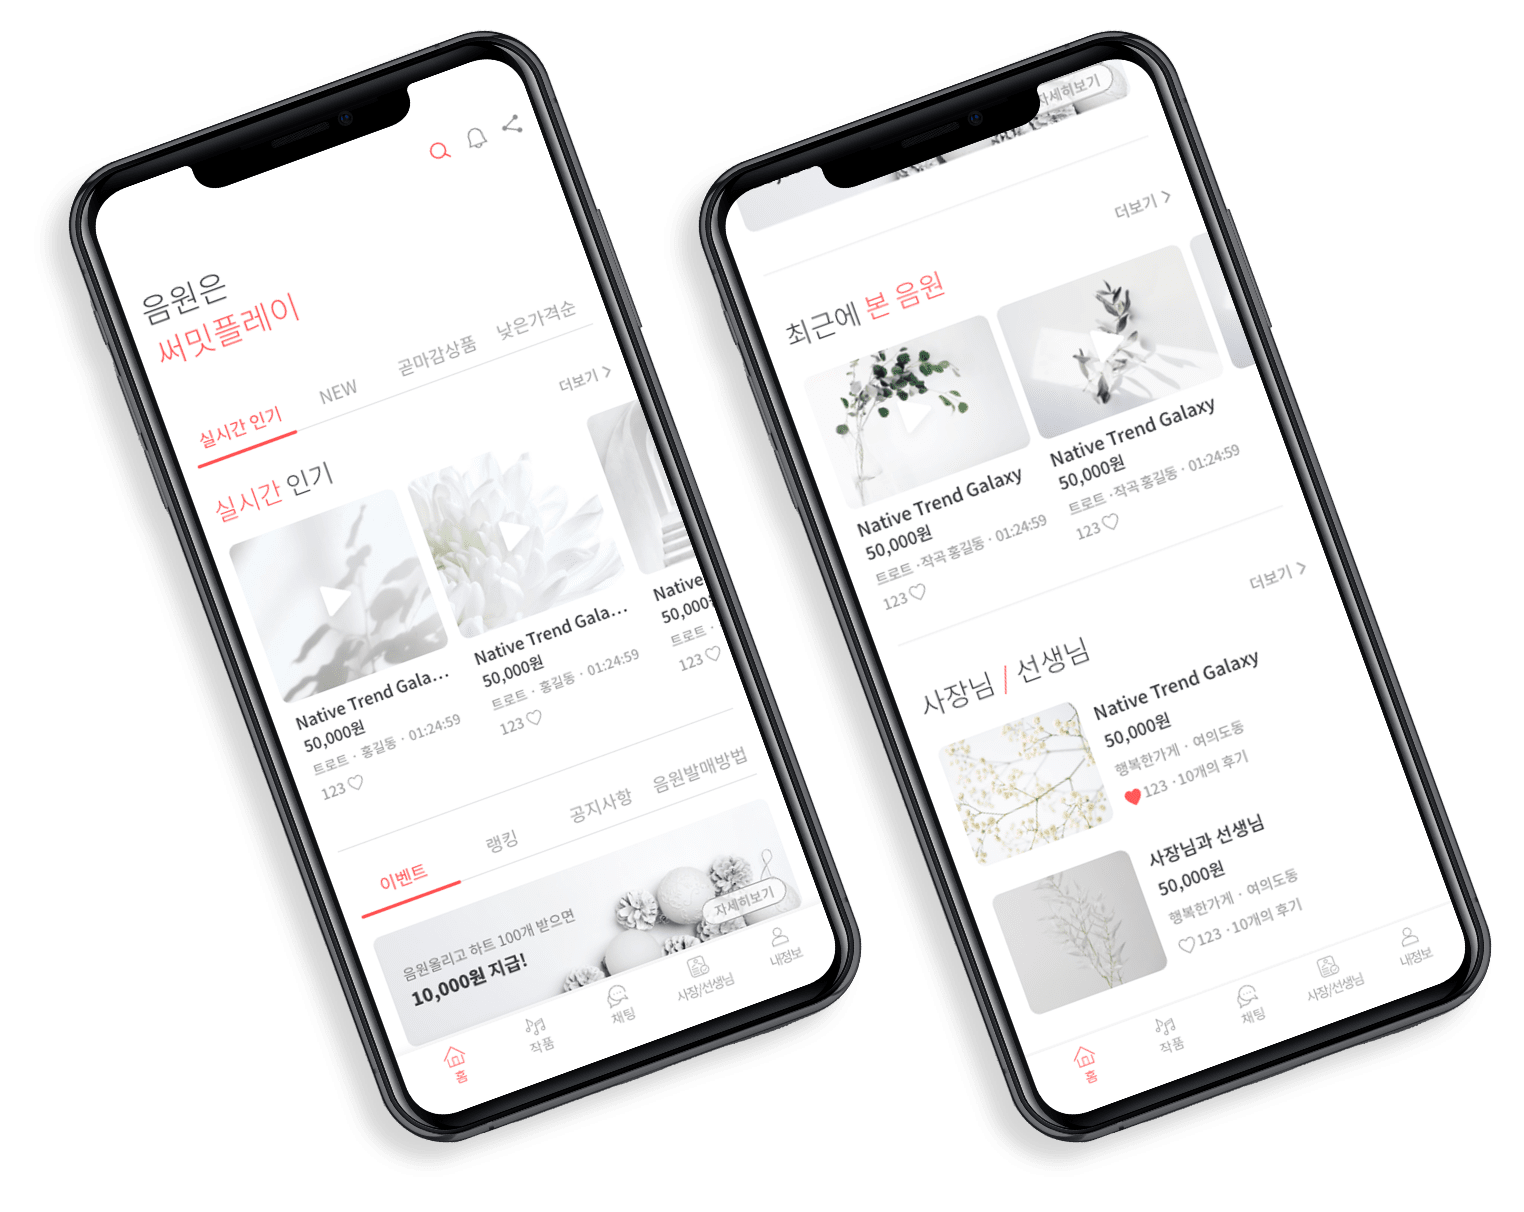 음원은
써밋플레이
실시간 인기
NEW
곧마감상품
낮은가격순
더보기 >
실시간 인기
Native Trend Gala...
50,000원
트로트 · 홍길동 · 01:24:59
123
Native Trend Gala...
50,000원
트로트 · 홍길동 · 01:24:59
123
Native
50,000
트로트 ·
123
이벤트
랭킹
공지사항
음원발매방법
음원올리고 하트 100개 받으면
10,000원 지급!
자세히보기
홈
작품
채팅
사장/선생님
내정보
자세히보기
더보기 >
최근에 본 음원
Native Trend Galaxy
50,000원
트로트 · 작곡 홍길동 · 01:24:59
123
Native Trend Galaxy
50,000원
트로트 · 작곡 홍길동 · 01:24:59
123
더보기 >
사장님 / 선생님
Native Trend Galaxy
50,000원
행복한가게 · 여의도동
123 · 10개의 후기
사장님과 선생님
50,000원
행복한가게 · 여의도동
123 · 10개의 후기
홈
작품
채팅
사장/선생님
내정보